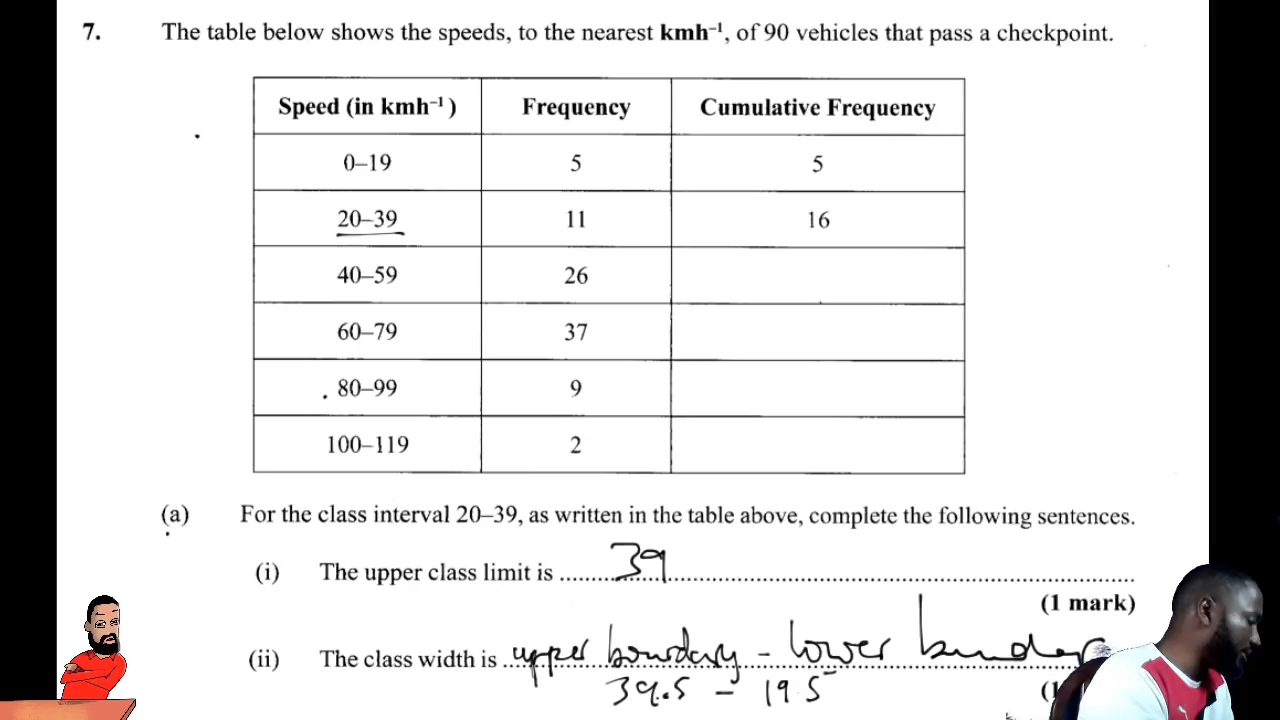 7. The table below shows the speeds, to the nearest kmh⁻¹, of 90 vehicles that pass a checkpoint.
Speed (in kmh⁻¹) Frequency Cumulative Frequency
0–19 5 5
20–39 11 16
40–59 26
60–79 37
80–99 9
100–119 2
(a) For the class interval 20–39, as written in the table above, complete the following sentences.
(i) The upper class limit is 39
(1 mark)
(ii) The class width is upper boundary - lower
39.5 - 19.5
(1